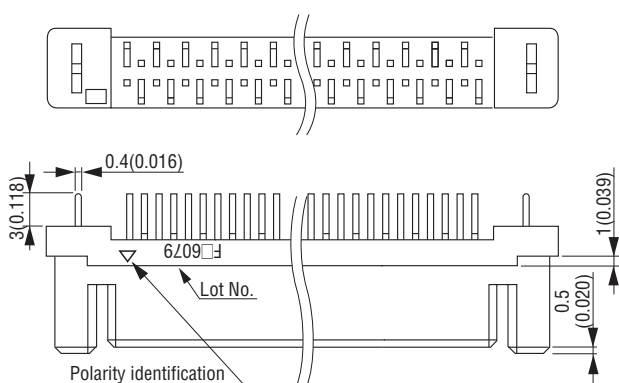 0.4(0.016)
3(0.118)
1(0.039)
F□6079
Lot No.
0.5
(0.020)
Polarity identification